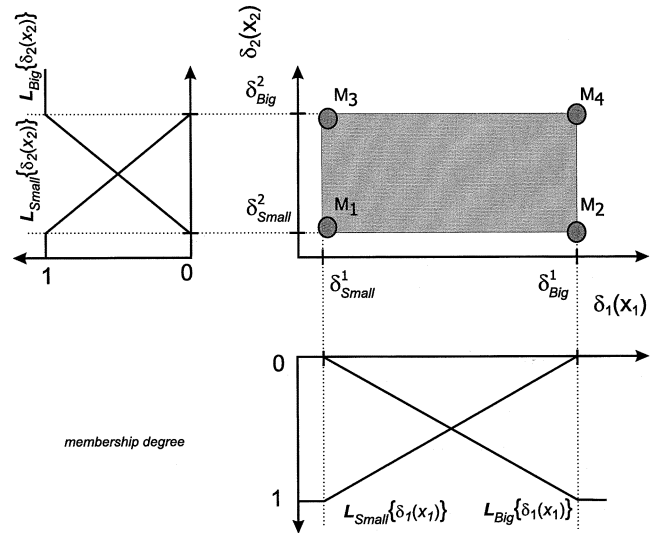 L_Big{δ₂(x₂)}
L_Small{δ₂(x₂)}
1
0
δ₂(x₂)
δ²_Big
δ²_Small
M₃
M₄
M₁
M₂
δ¹_Small
δ¹_Big
δ₁(x₁)
0
1
membership degree
L_Small{δ₁(x₁)}
L_Big{δ₁(x₁)}